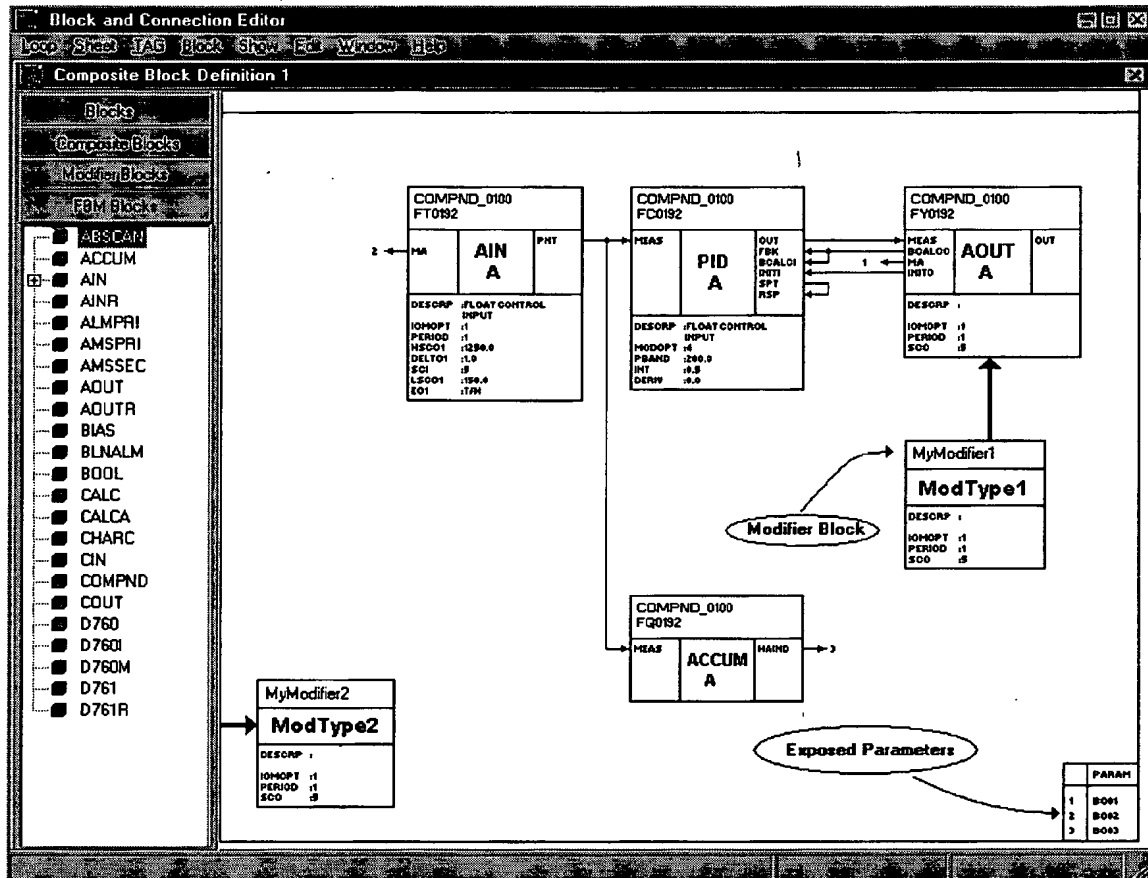 Block and Connection Editor
Loop Sheet TAG Block Show Edit Window Help
Composite Block Definition 1
Blocks
Composite Blocks
Modifier Blocks
FBM Blocks
ABSCAN
ACCUM
AIN
AINR
ALMPRI
AMSPRI
AMSSEC
AOUT
AOUTR
BIAS
BLNALM
BOOL
CALC
CALCA
CHARC
CIN
COMPND
COUT
D760
D760I
D760M
D761
D761R
COMPND_0100
FT0192
2
MA
AIN
A
PNT
DESCRP :FLOAT CONTROL
INPUT
IOMOPT :1
PERIOD :1
HSCO1 :1250.0
DELTO1 :1.0
SCI :5
LSCO1 :150.0
EO1 :T/H
COMPND_0100
FC0192
MEAS
PID
A
OUT
FBK
BCALCI
INITI
SPT
RSP
DESCRP :FLOAT CONTROL
INPUT
MODOPT :4
PBAND :200.0
INT :0.5
DERIV :0.0
COMPND_0100
FY0192
1
MEAS
BCALCO
MA
INITO
AOUT
A
OUT
DESCRP :
IOMOPT :1
PERIOD :1
SCO :5
MyModifier1
ModType1
DESCRP :
IOMOPT :1
PERIOD :1
SCO :5
Modifier Block
COMPND_0100
FQ0192
MEAS
ACCUM
A
MAIND
3
MyModifier2
ModType2
DESCRP :
IOMOPT :1
PERIOD :1
SCO :5
Exposed Parameters
PARAM
1 BO01
2 BO02
3 BO03